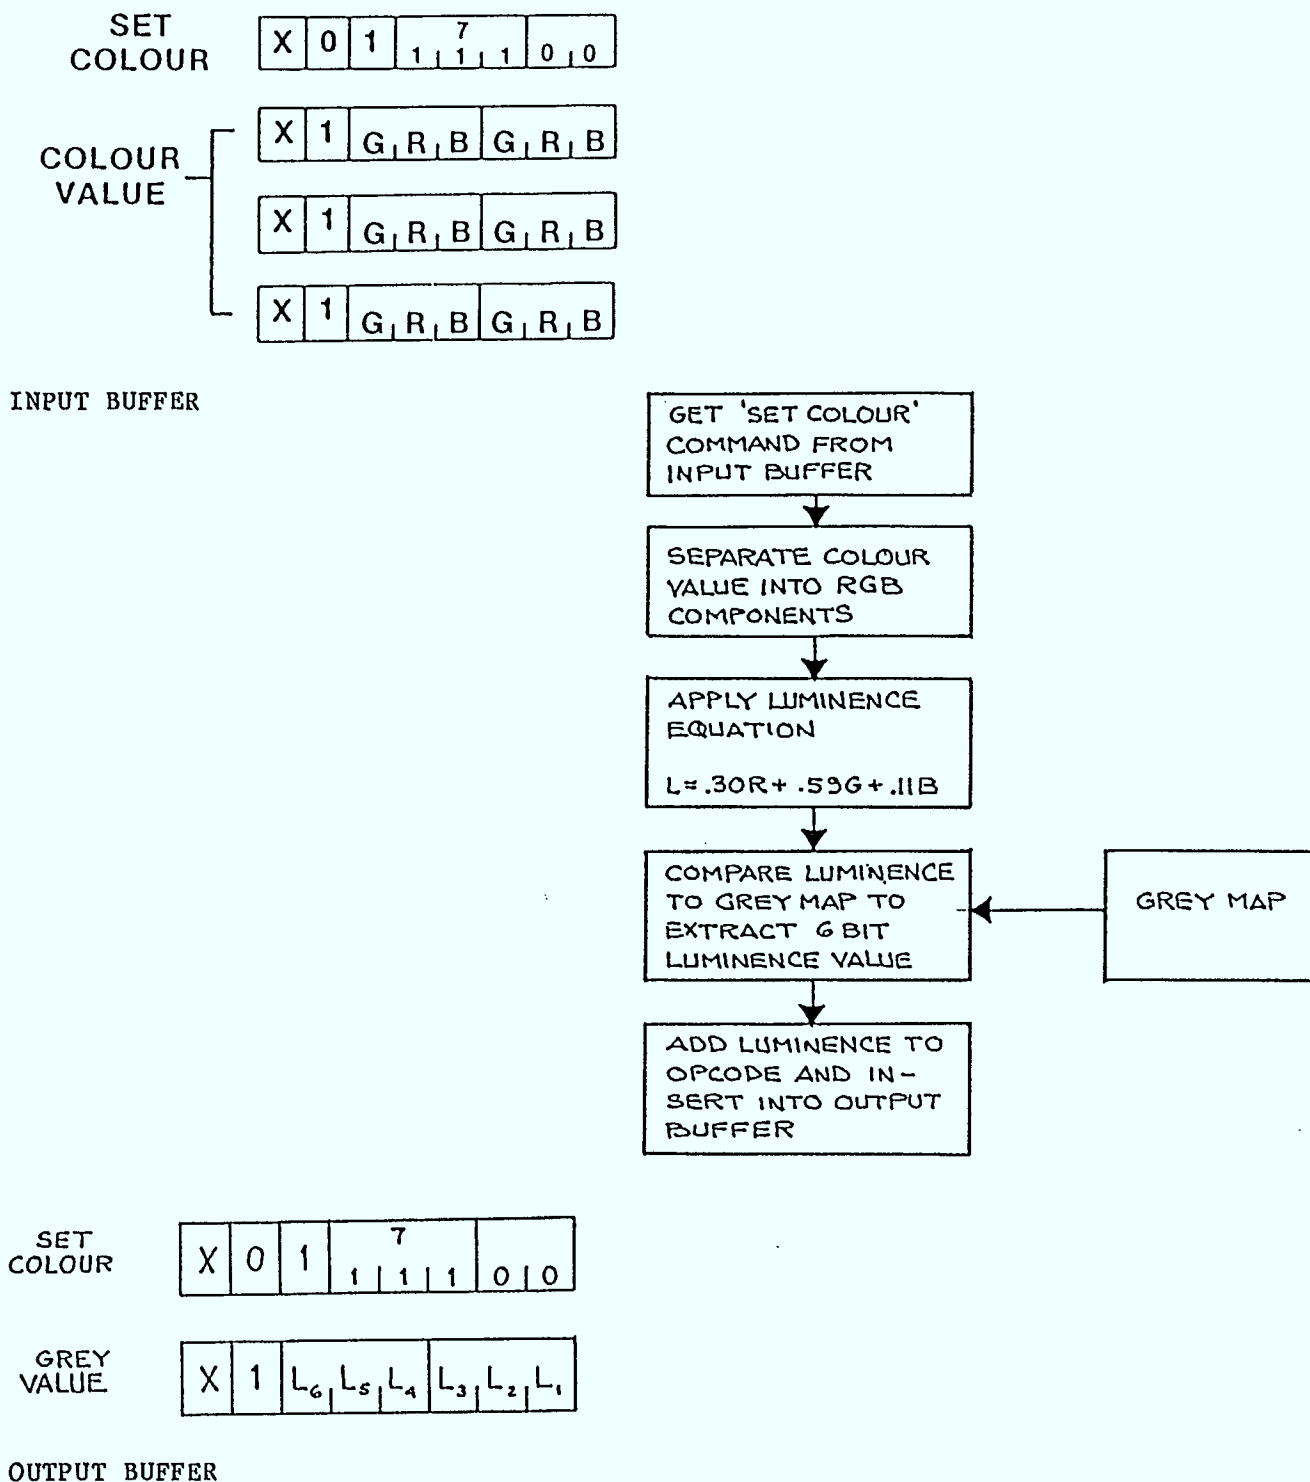 SET
COLOUR
X 0 1 7
1 1 1 0 0
COLOUR
VALUE
X 1 G R B G R B
X 1 G R B G R B
X 1 G R B G R B
INPUT BUFFER
GET 'SET COLOUR'
COMMAND FROM
INPUT BUFFER
SEPARATE COLOUR
VALUE INTO RGB
COMPONENTS
APPLY LUMINENCE
EQUATION
L=.30R+ .59G+.11B
COMPARE LUMINENCE
TO GREY MAP TO
EXTRACT 6 BIT
LUMINENCE VALUE
GREY MAP
ADD LUMINENCE TO
OPCODE AND IN-
SERT INTO OUTPUT
BUFFER
SET
COLOUR
X 0 1 7
1 1 1 0 0
GREY
VALUE
X 1 L6 L5 L4 L3 L2 L1
OUTPUT BUFFER